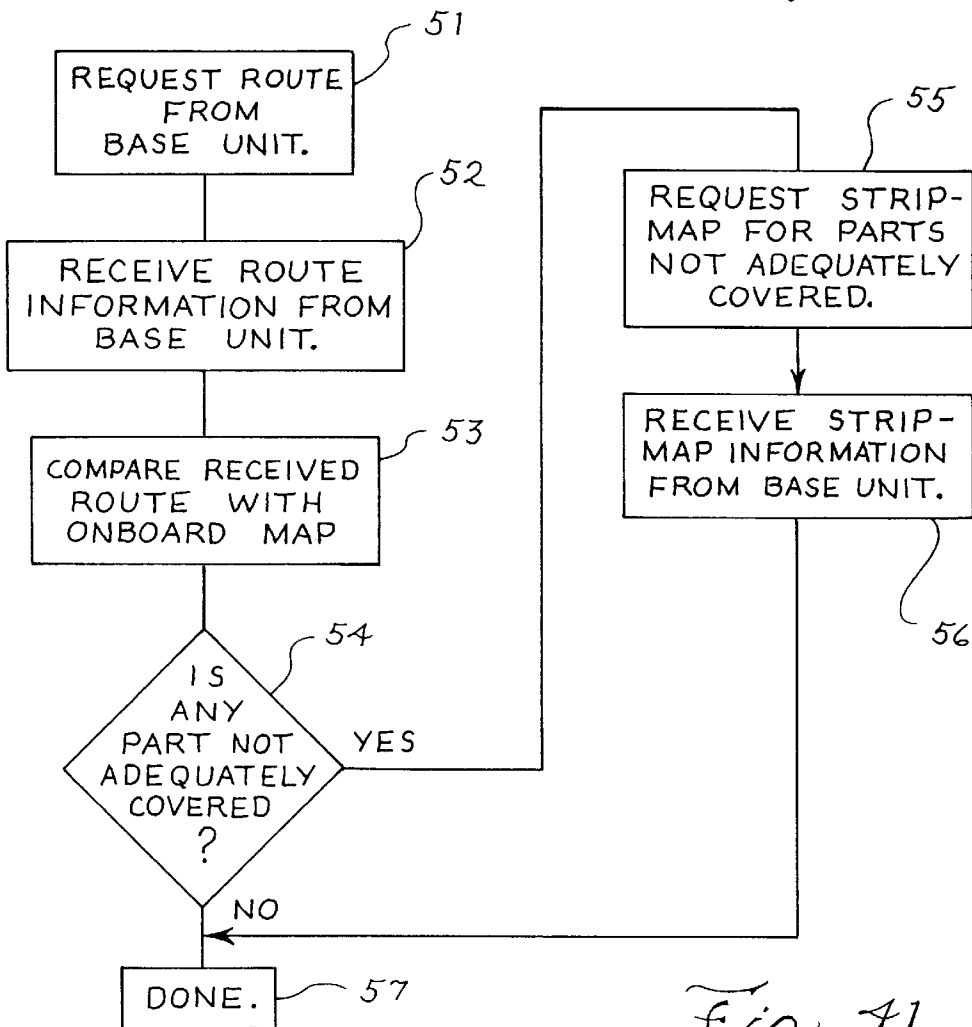 51
REQUEST ROUTE
FROM
BASE UNIT.
52
RECEIVE ROUTE
INFORMATION FROM
BASE UNIT.
53
COMPARE RECEIVED
ROUTE WITH
ONBOARD MAP
54
IS
ANY
PART NOT
ADEQUATELY
COVERED
?
YES
NO
55
REQUEST STRIP-
MAP FOR PARTS
NOT ADEQUATELY
COVERED.
RECEIVE STRIP-
MAP INFORMATION
FROM BASE UNIT.
56
DONE.
57